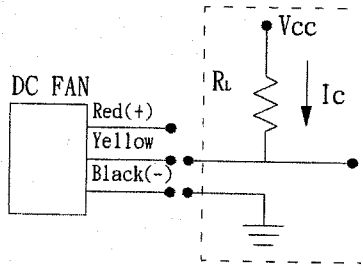 Vcc
DC FAN
RL
Ic
Red(+)
Yellow
Black(-)